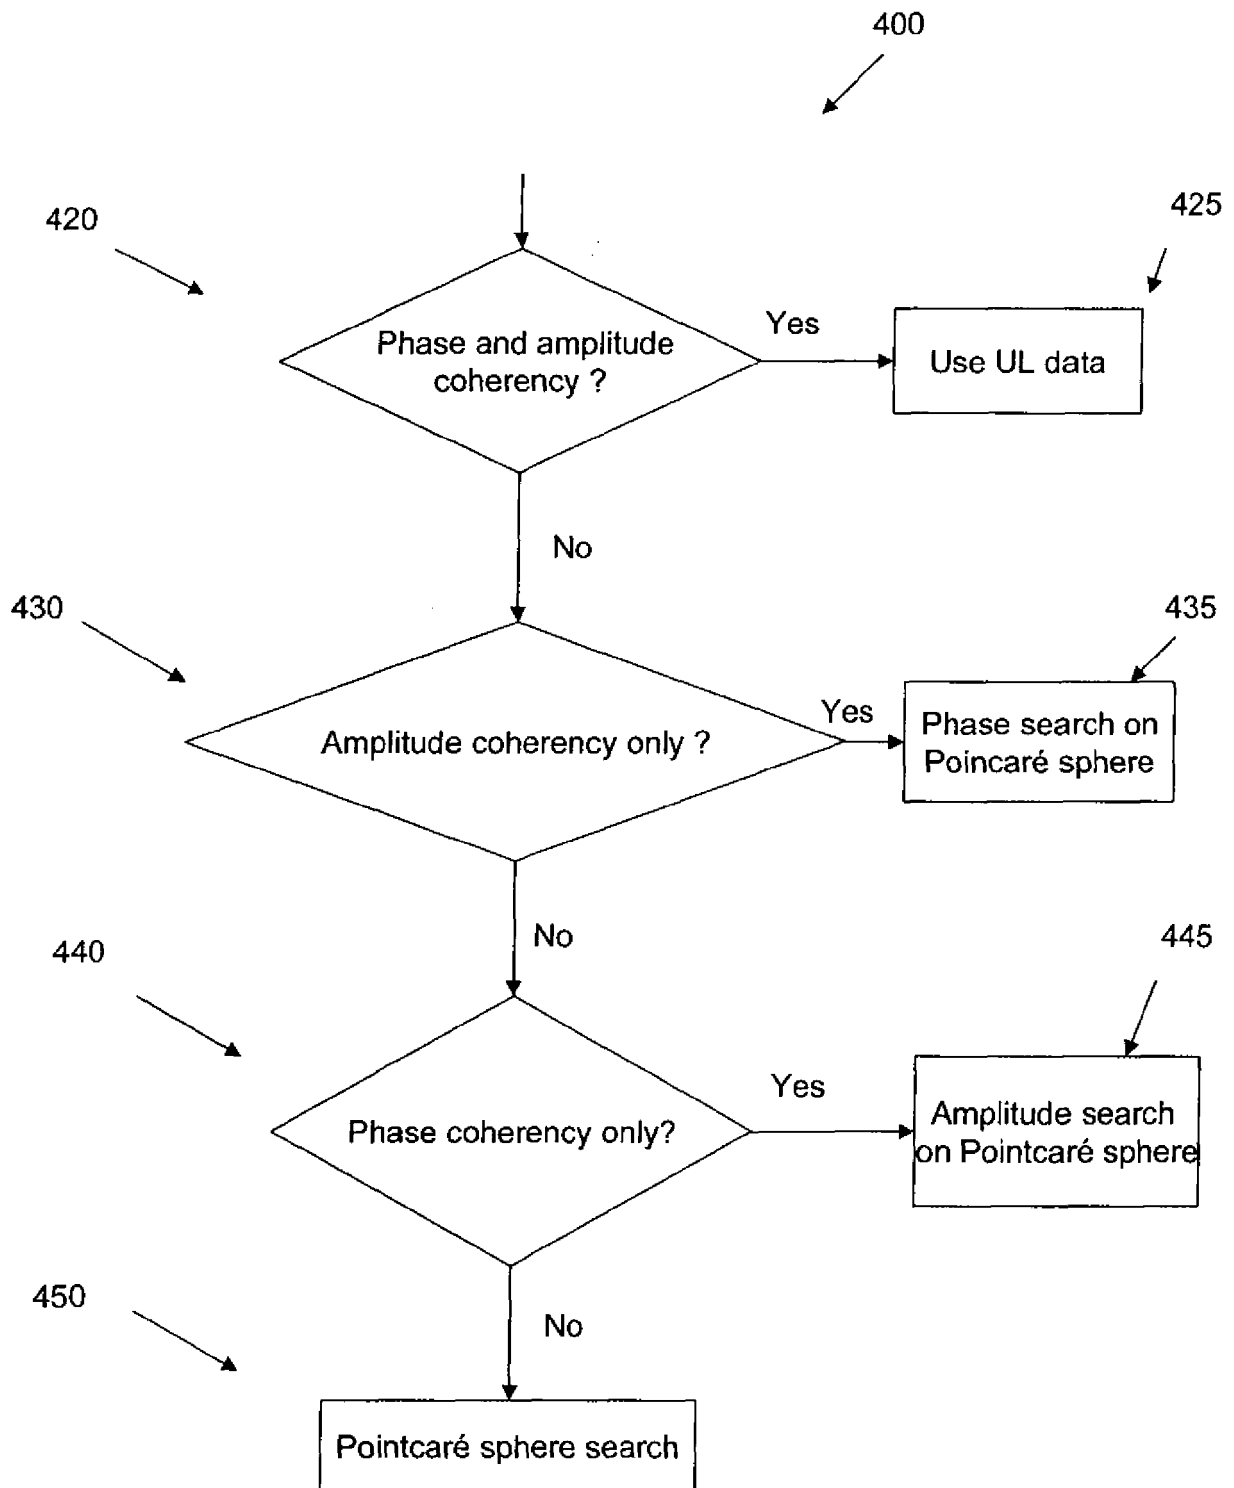 400
420
425
Phase and amplitude
coherency ?
Yes
Use UL data
No
430
435
Amplitude coherency only ?
Yes
Phase search on
Poincaré sphere
No
440
445
Phase coherency only?
Yes
Amplitude search
on Pointcaré sphere
450
No
Pointcaré sphere search